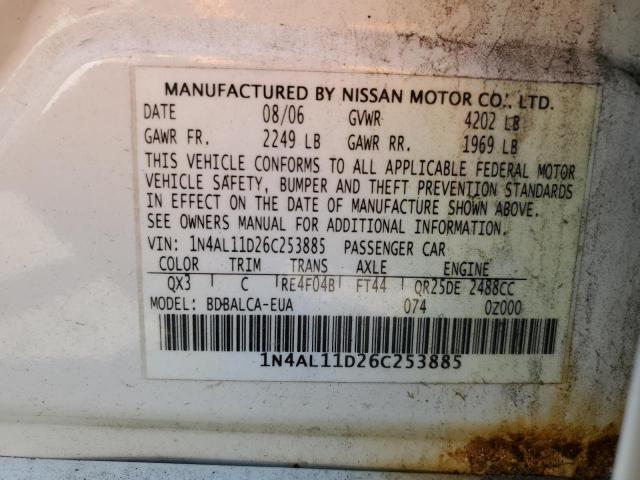 MANUFACTURED BY NISSAN MOTOR CO., LTD.
DATE 08/06 GVWR 4202 LB
GAWR FR. 2249 LB GAWR RR. 1969 LB
THIS VEHICLE CONFORMS TO ALL APPLICABLE FEDERAL MOTOR
VEHICLE SAFETY, BUMPER AND THEFT PREVENTION STANDARDS
IN EFFECT ON THE DATE OF MANUFACTURE SHOWN ABOVE.
SEE OWNERS MANUAL FOR ADDITIONAL INFORMATION.
VIN: 1N4AL11D26C253885 PASSENGER CAR
COLOR TRIM TRANS AXLE ENGINE
QX3 C RE4F04B FT44 QR25DE 2488CC
MODEL: BDBALCA-EUA 074 0Z000
1N4AL11D26C253885